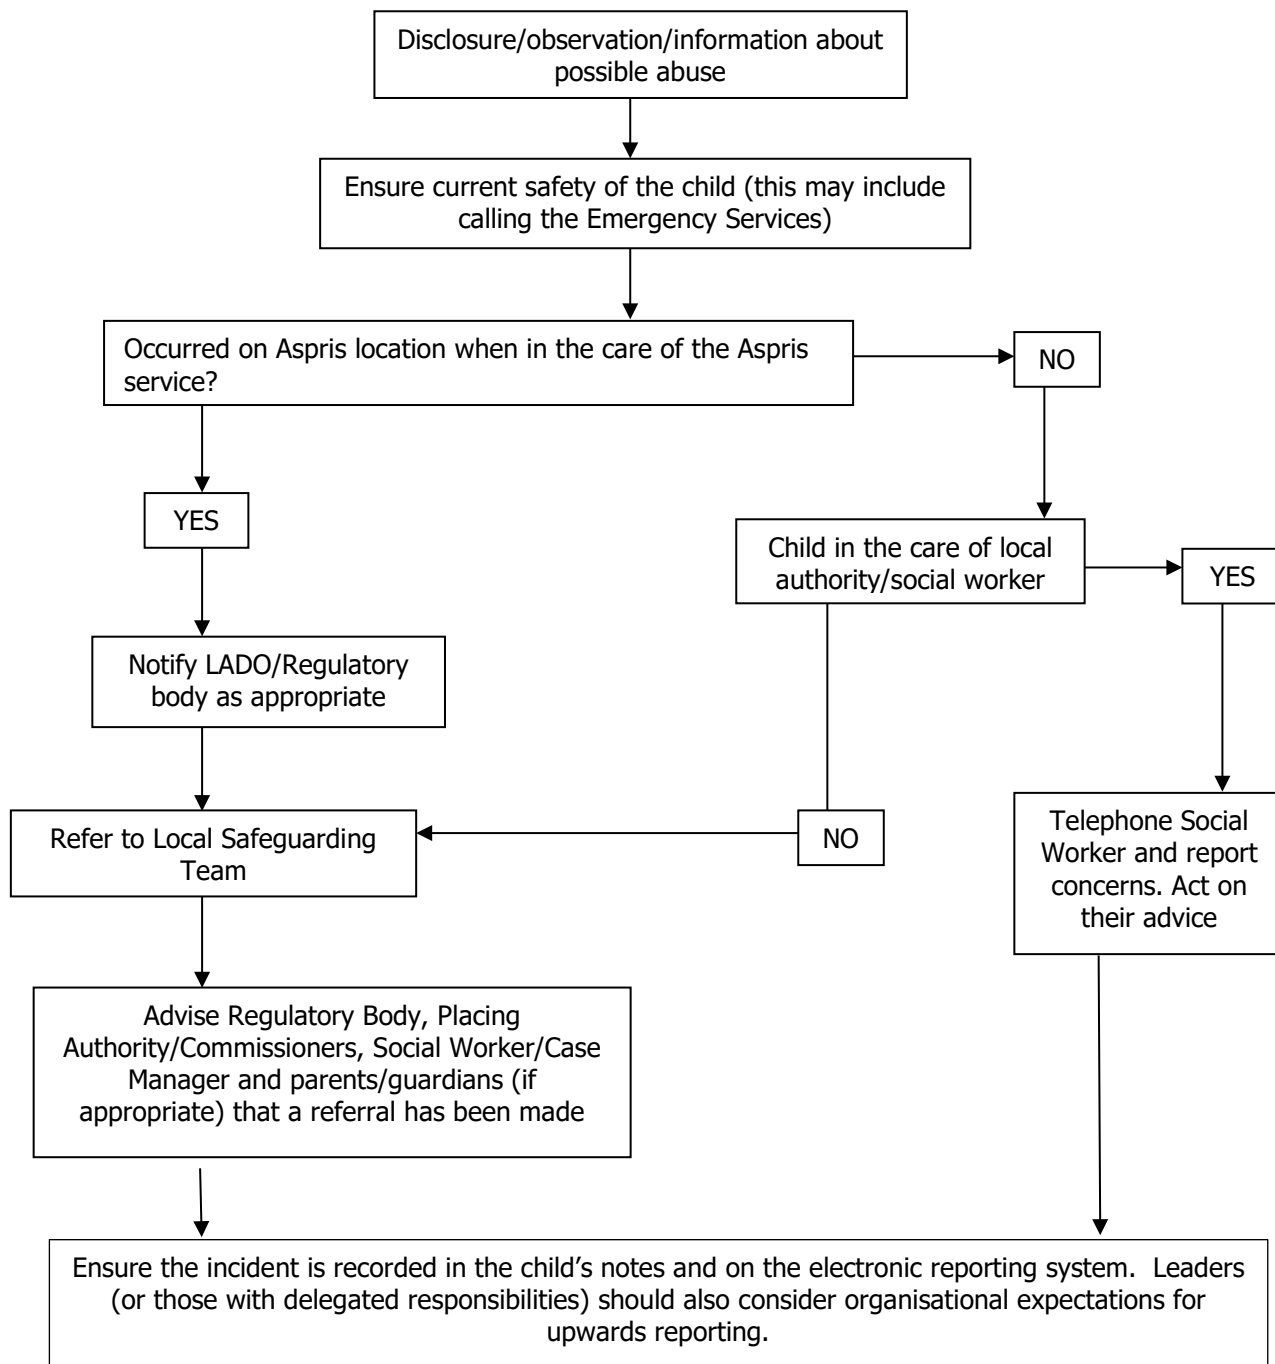 Disclosure/observation/information about
possible abuse
Ensure current safety of the child (this may include
calling the Emergency Services)
Occurred on Aspris location when in the care of the Aspris
service?
NO
YES
Child in the care of local
authority/social worker
YES
Notify LADO/Regulatory
body as appropriate
Refer to Local Safeguarding
Team
NO
Telephone Social
Worker and report
concerns. Act on
their advice
Advise Regulatory Body, Placing
Authority/Commissioners, Social Worker/Case
Manager and parents/guardians (if
appropriate) that a referral has been made
Ensure the incident is recorded in the child’s notes and on the electronic reporting system.  Leaders
(or those with delegated responsibilities) should also consider organisational expectations for
upwards reporting.